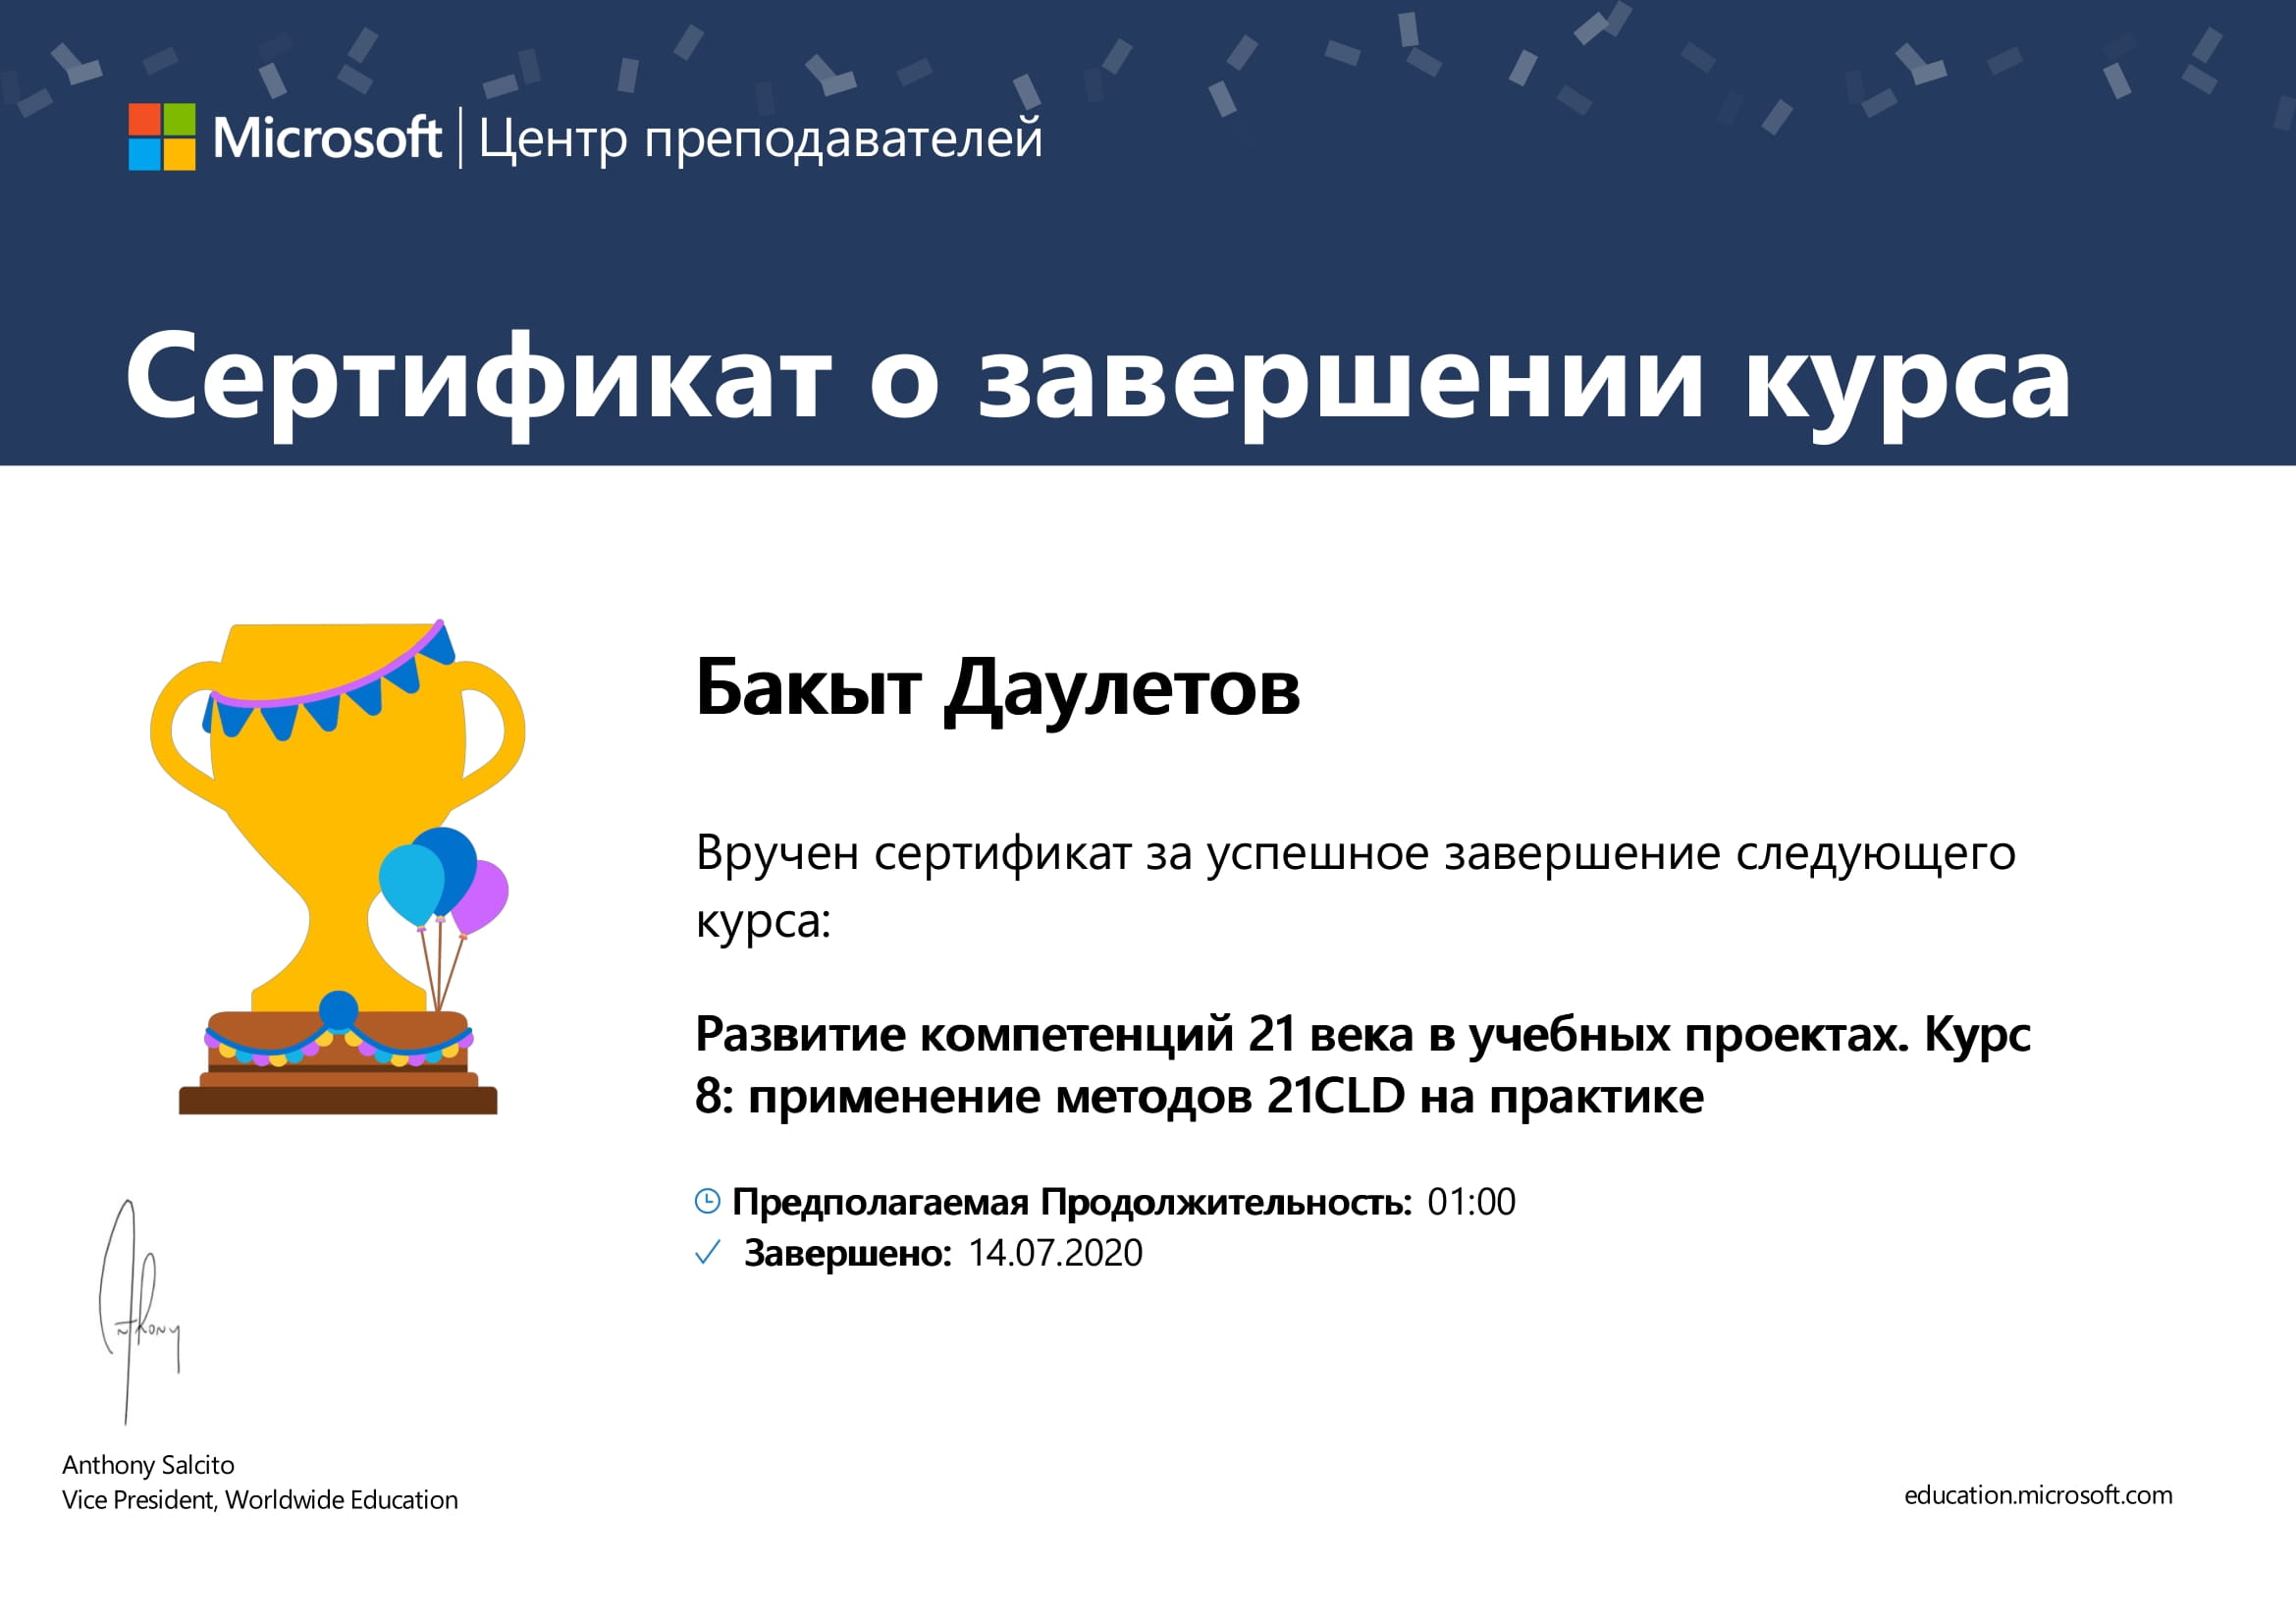 Microsoft | Центр преподавателей
Сертификат о завершении курса
Бакыт Даулетов
Вручен сертификат за успешное завершение следующего
курса:
Развитие компетенций 21 века в учебных проектах. Курс
8: применение методов 21CLD на практике
Предполагаемая Продолжительность: 01:00
Завершено: 14.07.2020
Anthony
Anthony Salcito
Vice President, Worldwide Education
education.microsoft.com